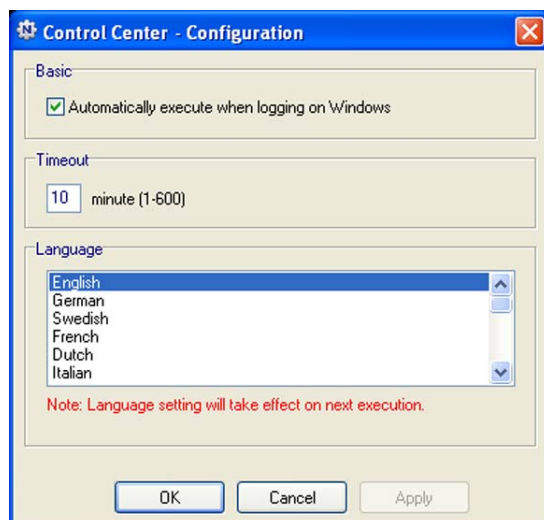 Control Center - Configuration
Basic
Automatically execute when logging on Windows
Timeout
10 minute (1-600)
Language
English
German
Swedish
French
Dutch
Italian
Note: Language setting will take effect on next execution.
OK Cancel Apply